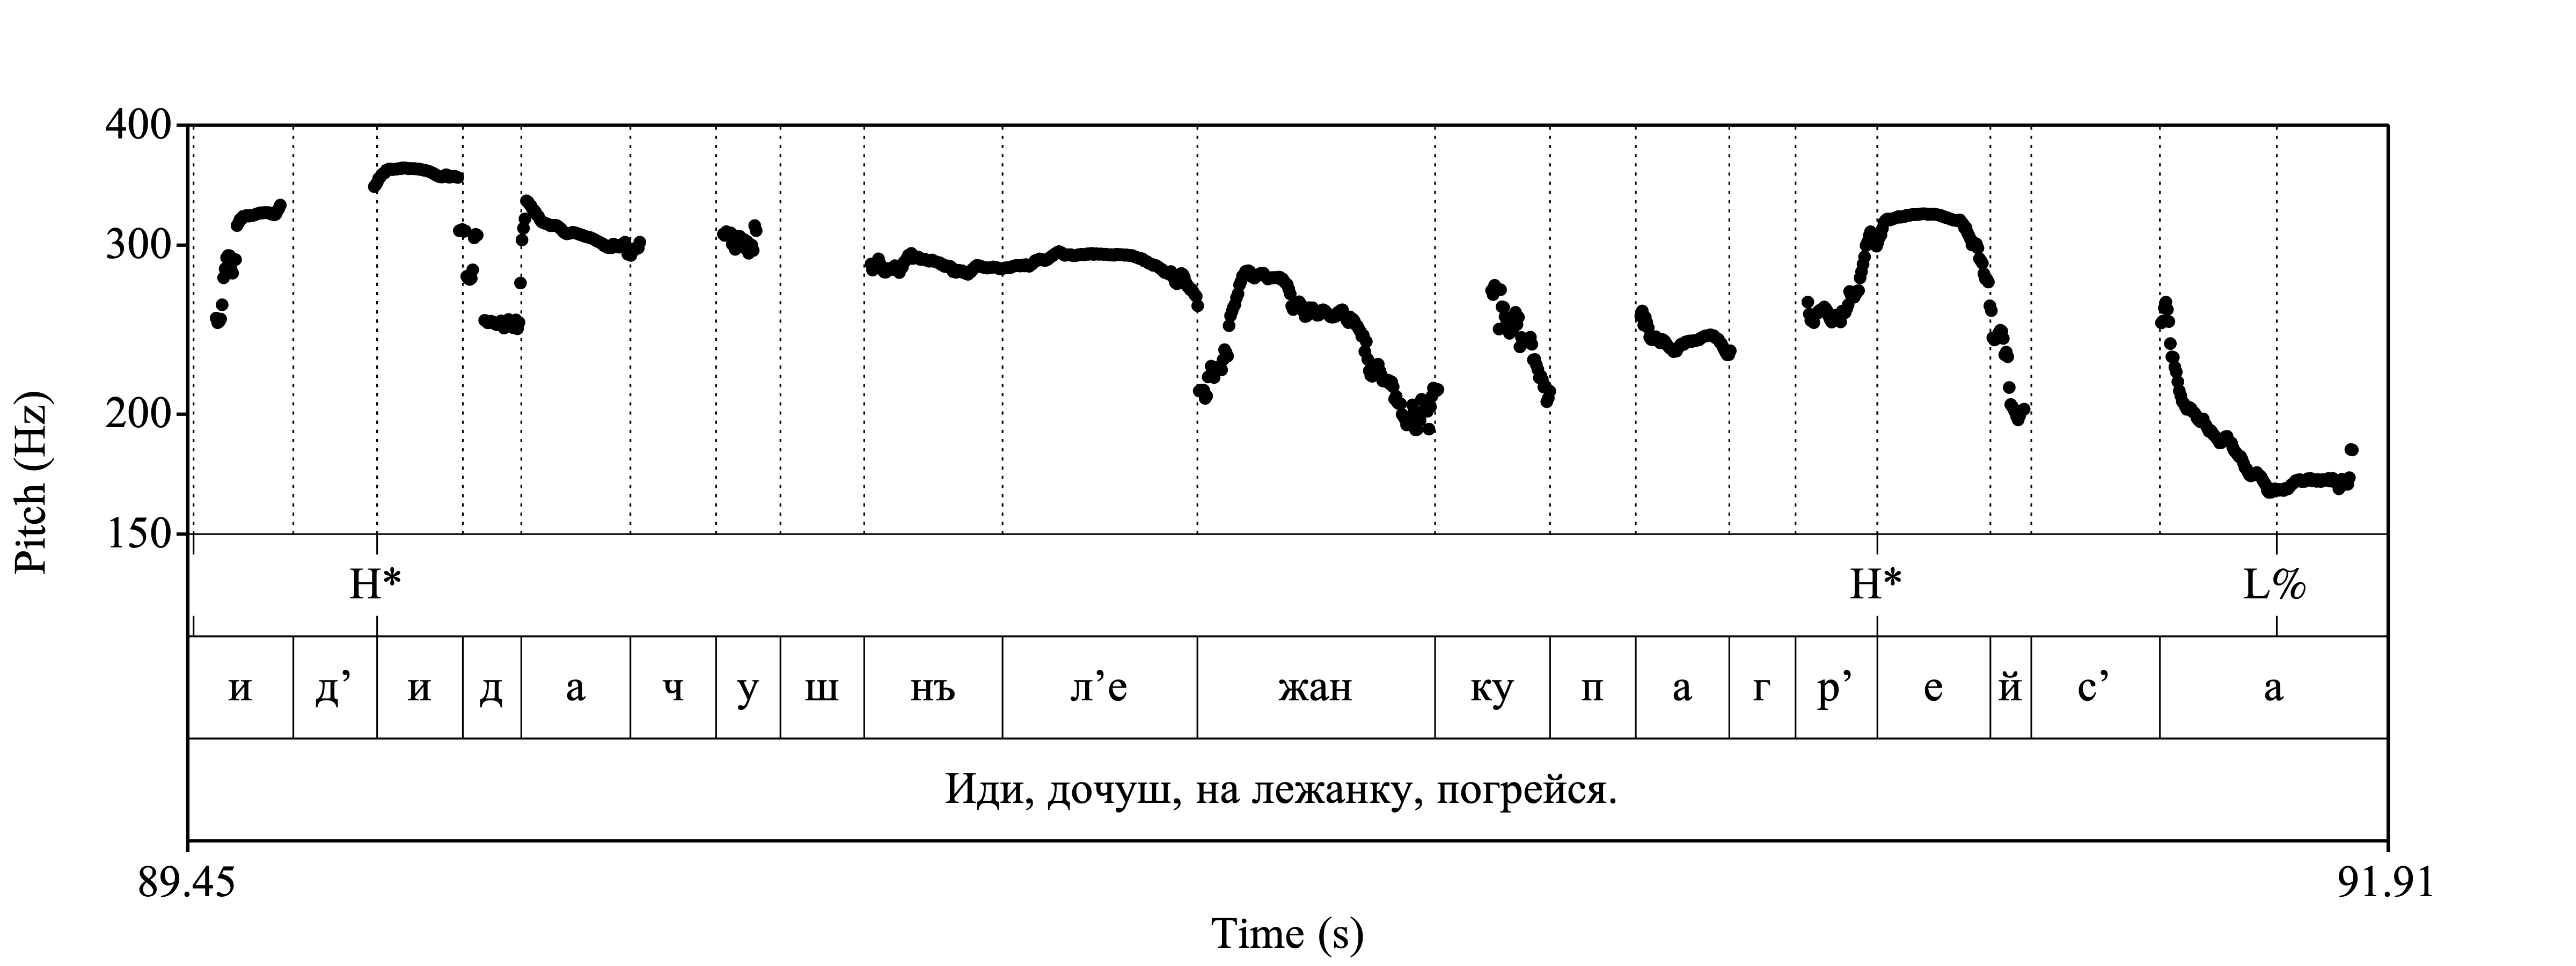 400
300
200
150
Pitch (Hz)
H* H* L%
и д’ и д а ч у ш нъ л’е жан ку п а г р’ е й с’ а
Иди, дочуш, на лежанку, погрейся.
89.45 91.91
Time (s)